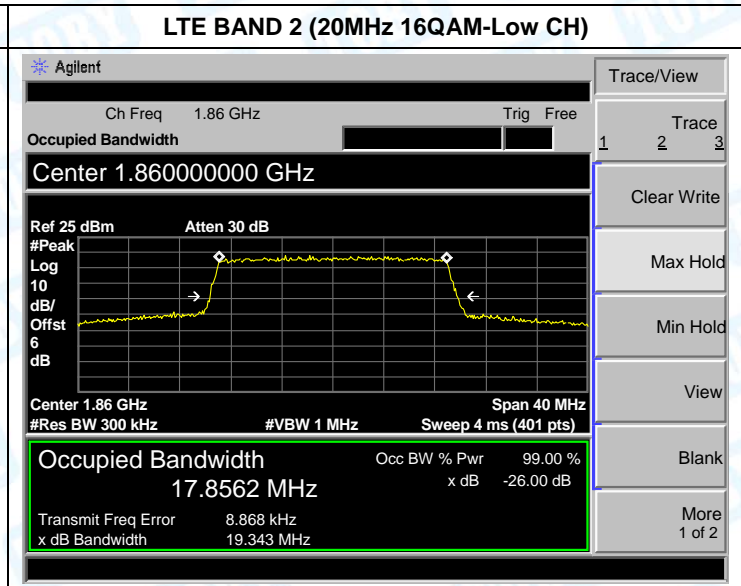 LTE BAND 2 (20MHz 16QAM-Low CH)
Agilent
Trace/View
Ch Freq 1.86 GHz Trig Free
Occupied Bandwidth
Trace
1 2 3
Center 1.860000000 GHz
Clear Write
Ref 25 dBm Atten 30 dB
#Peak
Log
10
dB/
Offst
6
dB
Max Hold
Min Hold
View
Center 1.86 GHz Span 40 MHz
#Res BW 300 kHz #VBW 1 MHz Sweep 4 ms (401 pts)
Occupied Bandwidth Occ BW % Pwr 99.00 %
17.8562 MHz x dB -26.00 dB
Blank
Transmit Freq Error 8.868 kHz
x dB Bandwidth 19.343 MHz
More
1 of 2